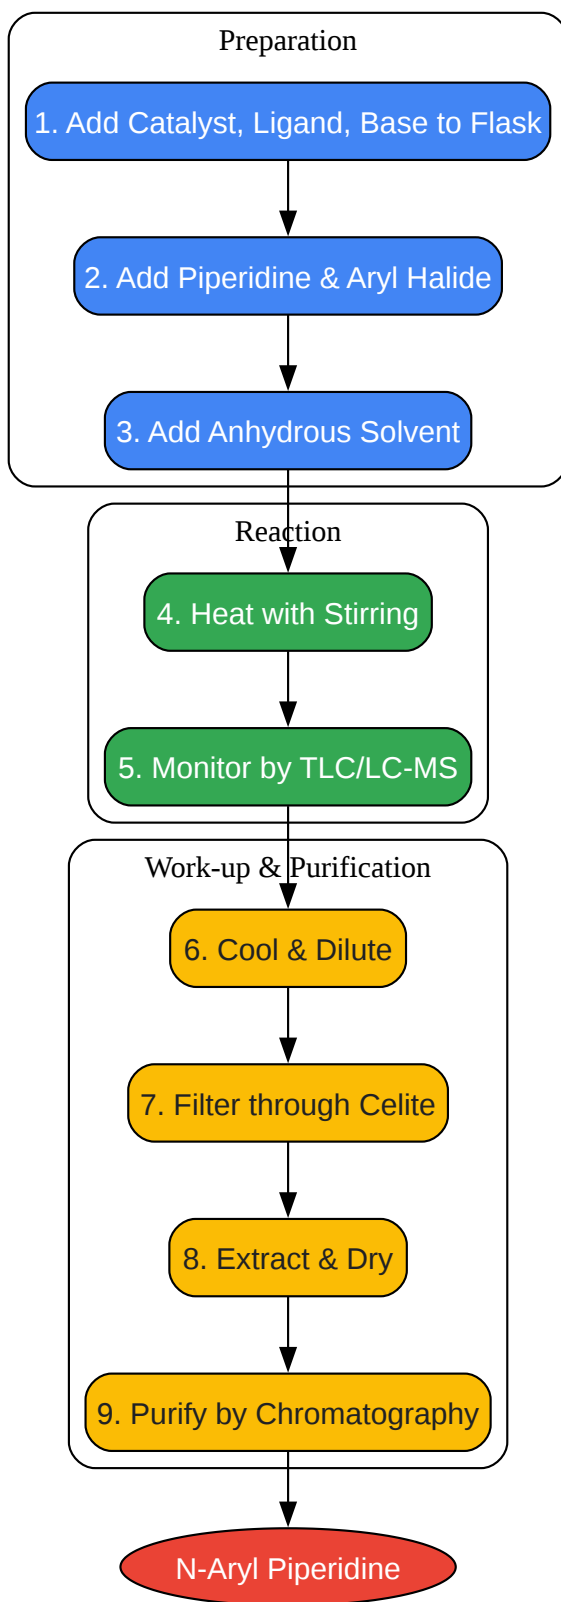 Preparation
1. Add Catalyst, Ligand, Base to Flask
2. Add Piperidine & Aryl Halide
3. Add Anhydrous Solvent
Reaction
4. Heat with Stirring
5. Monitor by TLC/LC-MS
Work-up & Purification
6. Cool & Dilute
7. Filter through Celite
8. Extract & Dry
9. Purify by Chromatography
N-Aryl Piperidine